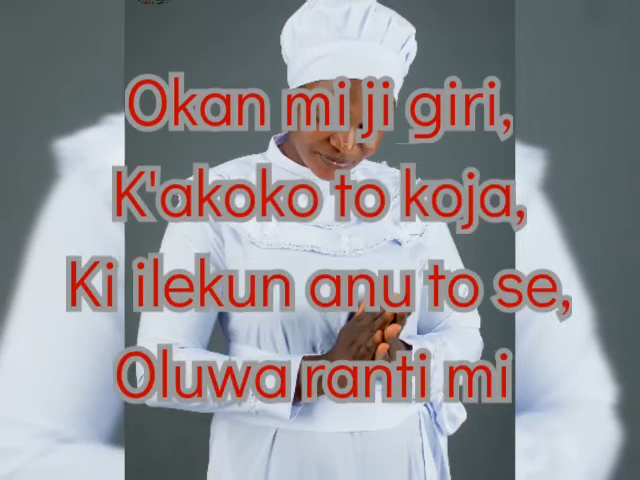 Okan mi ji giri,
K'akoko to koja,
Ki ilekun anu to se,
Oluwa ranti mi